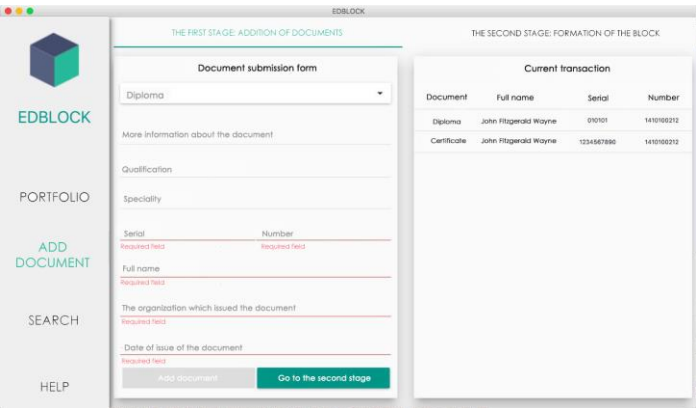 EDBLOCK
THE FIRST STAGE: ADDITION OF DOCUMENTS
THE SECOND STAGE: FORMATION OF THE BLOCK
EDBLOCK
PORTFOLIO
ADD
DOCUMENT
SEARCH
HELP
Document submission form
Diploma
More information about the document
Qualification
Speciality
Serial Number
Required field Required field
Full name
Required field
The organization which issued the document
Required field
Date of issue of the document
Required field
Add document Go to the second stage
Current transaction
Document Full name Serial Number
Diploma John Fitzgerald Wayne 010101 1410100212
Certificate John Fitzgerald Wayne 1234567890 1410100212